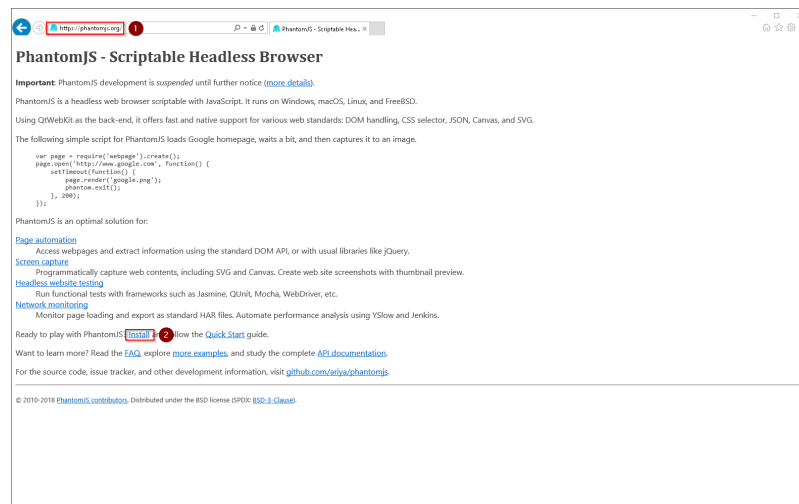 https://phantomjs.org/
1
PhantomJS - Scriptable Hea...
PhantomJS - Scriptable Headless Browser
Important: PhantomJS development is suspended until further notice (more details).
PhantomJS is a headless web browser scriptable with JavaScript. It runs on Windows, macOS, Linux, and FreeBSD.
Using QtWebKit as the back-end, it offers fast and native support for various web standards: DOM handling, CSS selector, JSON, Canvas, and SVG.
The following simple script for PhantomJS loads Google homepage, waits a bit, and then captures it to an image.
var page = require('webpage').create();
page.open('http://www.google.com', function() {
    setTimeout(function() {
        page.render('google.png');
        phantom.exit();
    }, 200);
});
PhantomJS is an optimal solution for:
Page automation
Access webpages and extract information using the standard DOM API, or with usual libraries like jQuery.
Screen capture
Programmatically capture web contents, including SVG and Canvas. Create web site screenshots with thumbnail preview.
Headless website testing
Run functional tests with frameworks such as Jasmine, QUnit, Mocha, WebDriver, etc.
Network monitoring
Monitor page loading and export as standard HAR files. Automate performance analysis using YSlow and Jenkins.
Ready to play with PhantomJS? Install 2 the Quick Start guide.
Want to learn more? Read the FAQ, explore more examples, and study the complete API documentation.
For the source code, issue tracker, and other development information, visit github.com/ariya/phantomjs.
© 2010-2018 PhantomJS contributors. Distributed under the BSD license (SPDX: BSD-3-Clause).